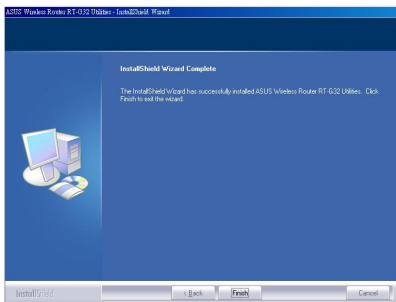 ASUS Wireless Router RT-G32 Utilities - InstallShield Wizard
InstallShield Wizard Complete
The InstallShield Wizard has successfully installed ASUS Wireless Router RT-G32 Utilities. Click
Finish to exit the wizard.
InstallShield
< Back
Finish
Cancel